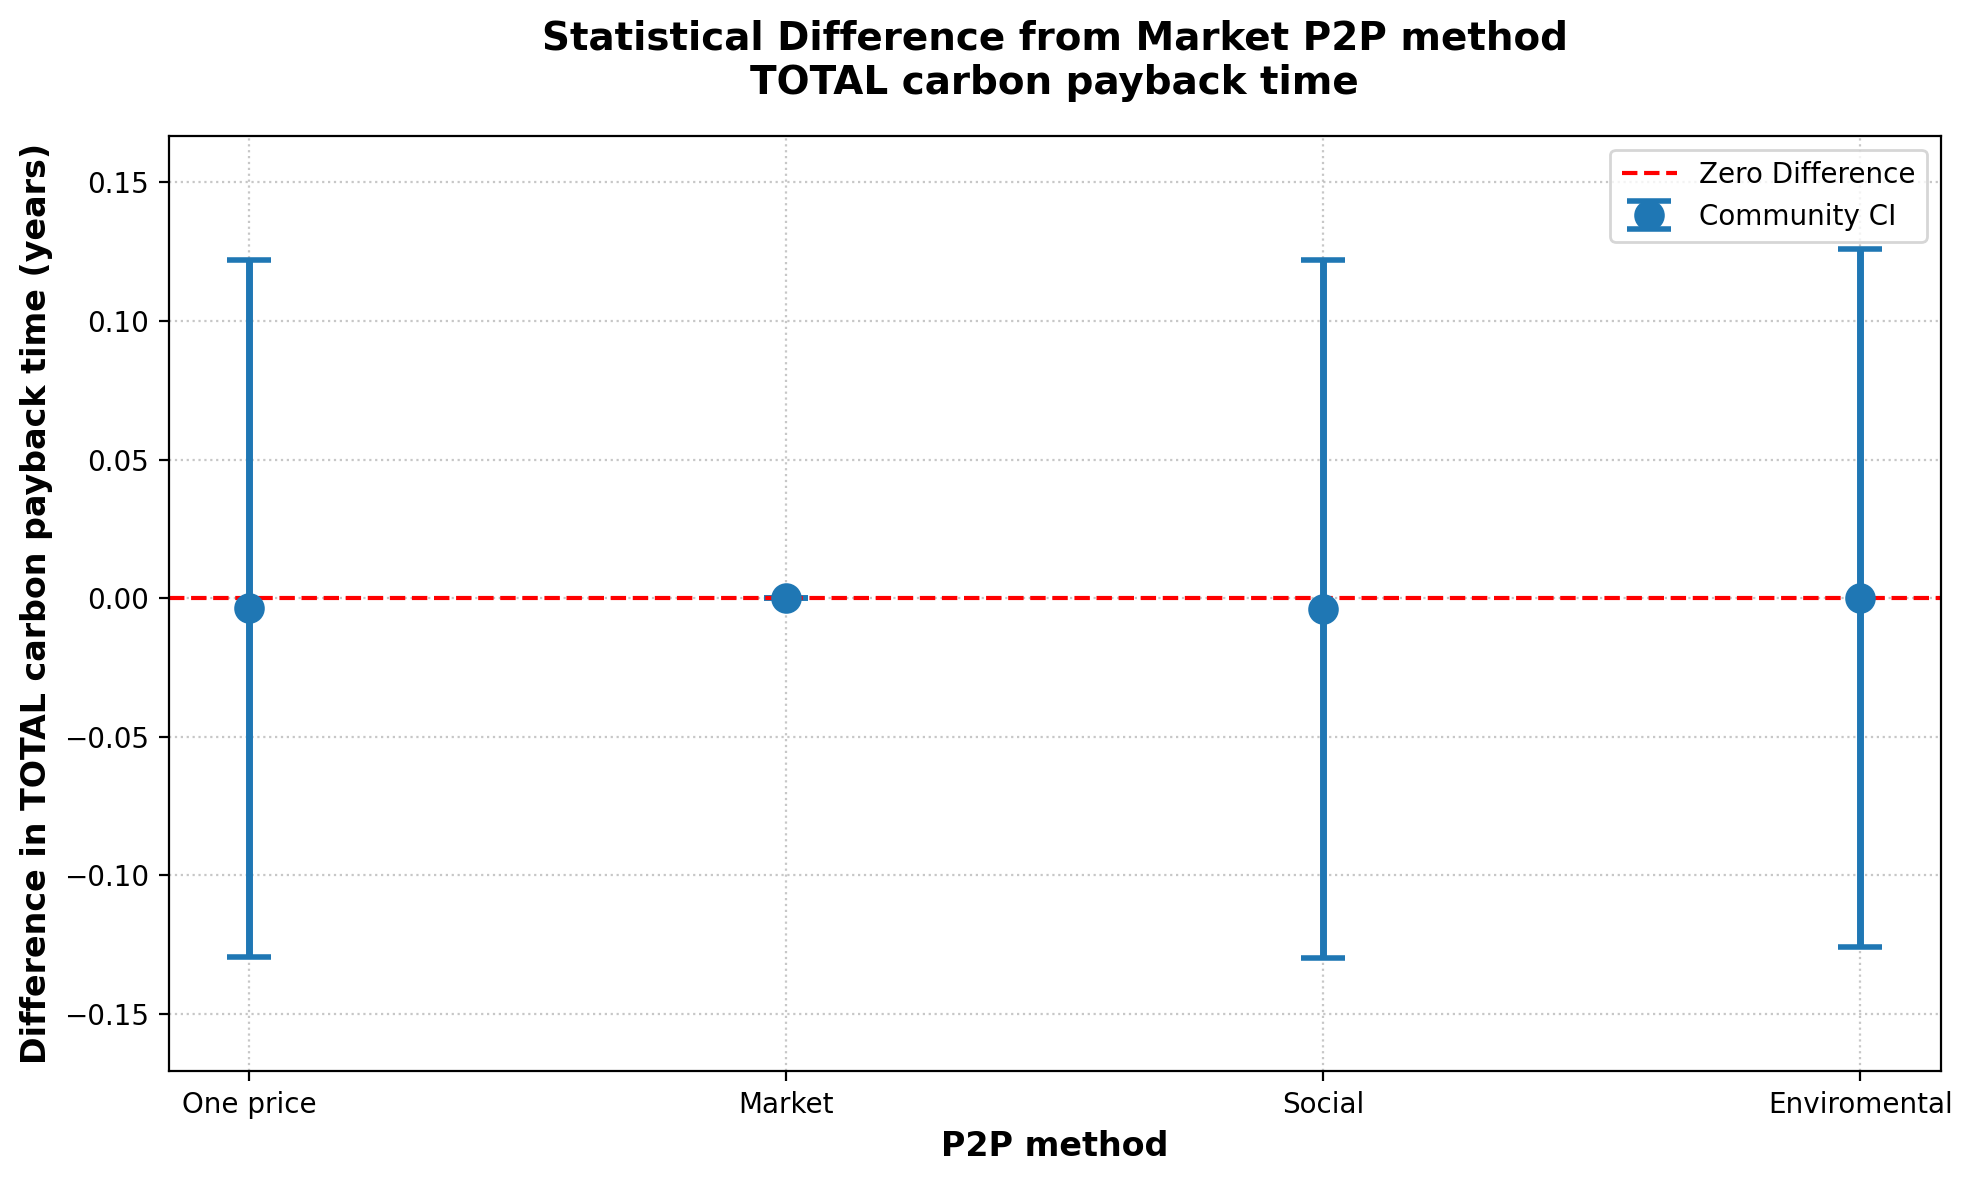 Statistical Difference from Market P2P method
TOTAL carbon payback time
Difference in TOTAL carbon payback time (years)
0.15
0.10
0.05
0.00
−0.05
−0.10
−0.15
Zero Difference
Community CI
One price
Market
Social
Enviromental
P2P method